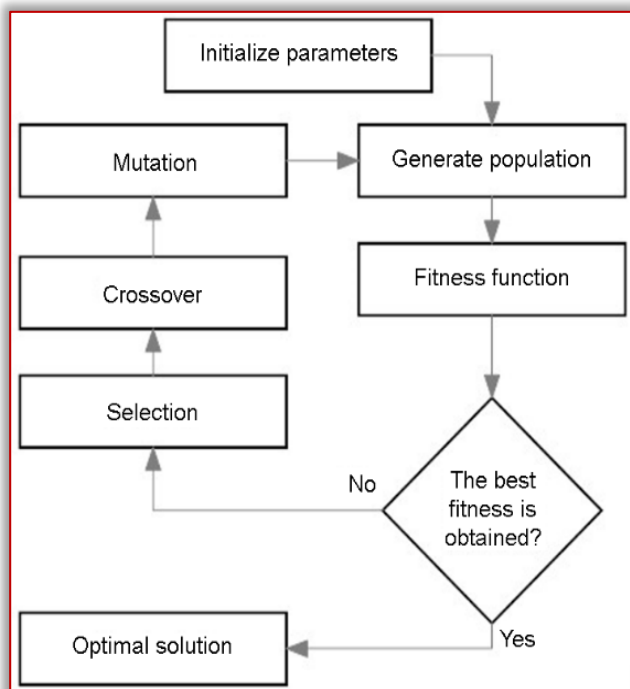 Initialize parameters
Mutation
Generate population
Crossover
Fitness function
Selection
No
The best
fitness is
obtained?
Yes
Optimal solution